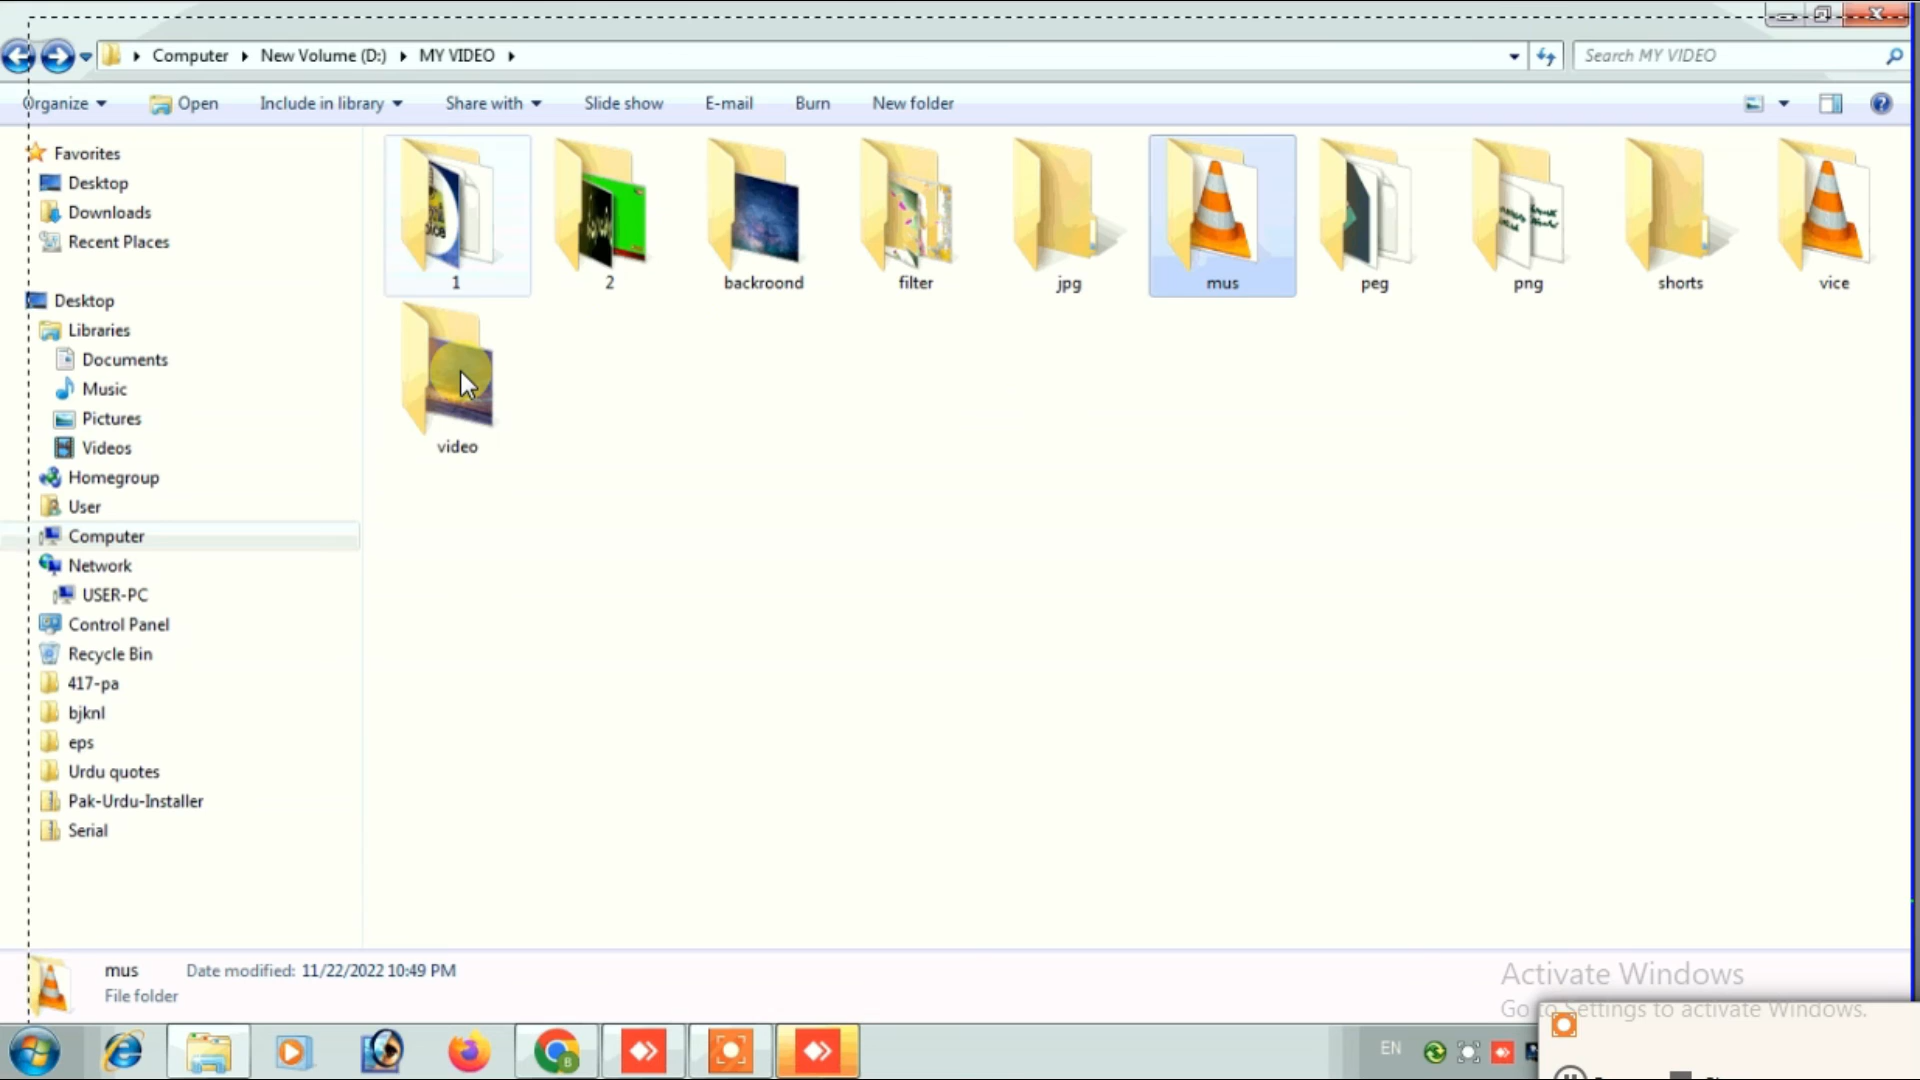 Computer New Volume (D:) MY VIDEO
Search MY VIDEO
Organize Open Include in library Share with Slide show E-mail Burn New folder
Favorites
Desktop
Downloads
Recent Places
Desktop
Libraries
Documents
Music
Pictures
Videos
Homegroup
User
Computer
Network
USER-PC
Control Panel
Recycle Bin
417-pa
bjknl
eps
Urdu quotes
Pak-Urdu-Installer
Serial
1 2 backroond filter jpg mus peg png shorts vice
video
mus Date modified: 11/22/2022 10:49 PM
File folder
Activate Windows
Go to Settings to activate Windows.
EN